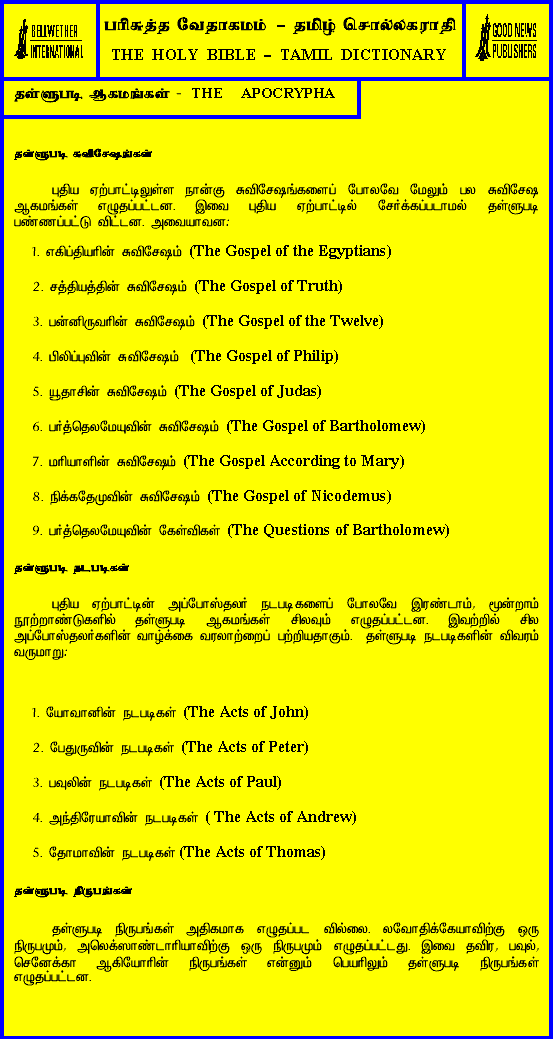 BELLWETHER
INTERNATIONAL
பரிசுத்த வேதாகமம் – தமிழ் சொல்லகராதி
THE HOLY BIBLE – TAMIL DICTIONARY
GOOD NEWS
PUBLISHERS
தள்ளுபடி ஆகமங்கள் - THE APOCRYPHA
தள்ளுபடி சுவிசேஷங்கள்
புதிய ஏற்பாட்டிலுள்ள நான்கு சுவிசேஷங்களைப் போலவே மேலும் பல சுவிசேஷ
ஆகமங்கள் எழுதப்பட்டன. இவை புதிய ஏற்பாட்டில் சேர்க்கப்படாமல் தள்ளுபடி
பண்ணப்பட்டு விட்டன. அவையாவன:
1. எகிப்தியரின் சுவிசேஷம் (The Gospel of the Egyptians)
2. சத்தியத்தின் சுவிசேஷம் (The Gospel of Truth)
3. பன்னிருவரின் சுவிசேஷம் (The Gospel of the Twelve)
4. பிலிப்புவின் சுவிசேஷம் (The Gospel of Philip)
5. யூதாசின் சுவிசேஷம் (The Gospel of Judas)
6. பர்த்தெலமேயுவின் சுவிசேஷம் (The Gospel of Bartholomew)
7. மரியாளின் சுவிசேஷம் (The Gospel According to Mary)
8. நிக்கதேமுவின் சுவிசேஷம் (The Gospel of Nicodemus)
9. பர்த்தெலமேயுவின் கேள்விகள் (The Questions of Bartholomew)
தள்ளுபடி நடபடிகள்
புதிய ஏற்பாட்டின் அப்போஸ்தலர் நடபடிகளைப் போலவே இரண்டாம், மூன்றாம்
நூற்றாண்டுகளில் தள்ளுபடி ஆகமங்கள் சிலவும் எழுதப்பட்டன. இவற்றில் சில
அப்போஸ்தலர்களின் வாழ்க்கை வரலாற்றைப் பற்றியதாகும். தள்ளுபடி நடபடிகளின் விவரம்
வருமாறு:
1. யோவானின் நடபடிகள் (The Acts of John)
2. பேதுருவின் நடபடிகள் (The Acts of Peter)
3. பவுலின் நடபடிகள் (The Acts of Paul)
4. அந்திரேயாவின் நடபடிகள் ( The Acts of Andrew)
5. தோமாவின் நடபடிகள் (The Acts of Thomas)
தள்ளுபடி நிருபங்கள்
தள்ளுபடி நிருபங்கள் அதிகமாக எழுதப்பட வில்லை. லவோதிக்கேயாவிற்கு ஒரு
நிருபமும், அலெக்ஸாண்டாரியாவிற்கு ஒரு நிருபமும் எழுதப்பட்டது. இவை தவிர, பவுல்,
செனேக்கா ஆகியோரின் நிருபங்கள் என்னும் பெயரிலும் தள்ளுபடி நிருபங்கள்
எழுதப்பட்டன.